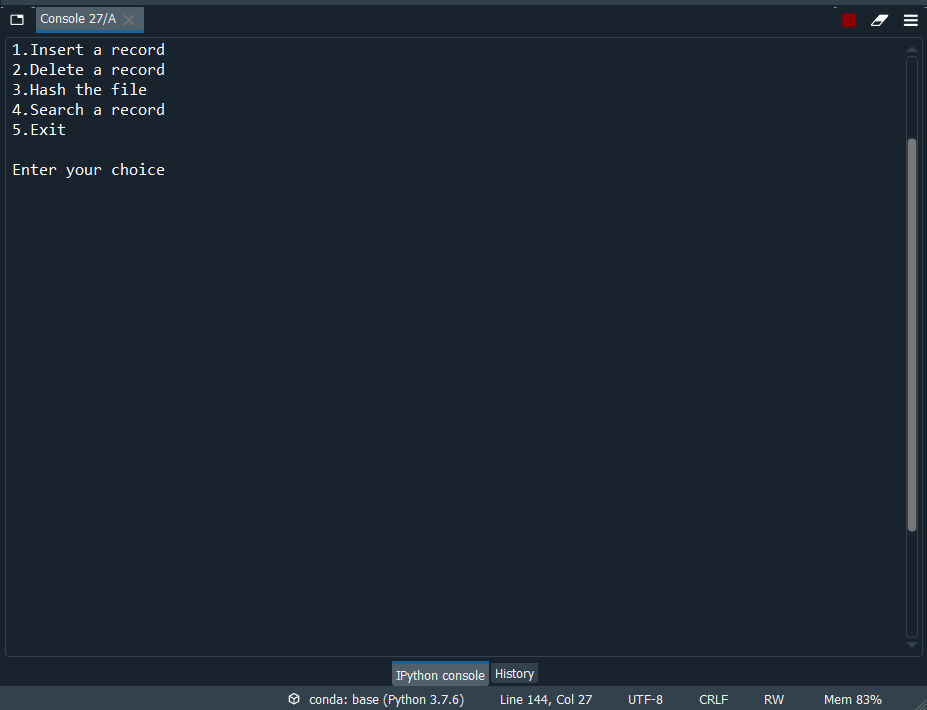 Console 27/A
1.Insert a record
2.Delete a record
3.Hash the file
4.Search a record
5.Exit
Enter your choice
IPython console History
conda: base (Python 3.7.6) Line 144, Col 27 UTF-8 CRLF RW Mem 83%